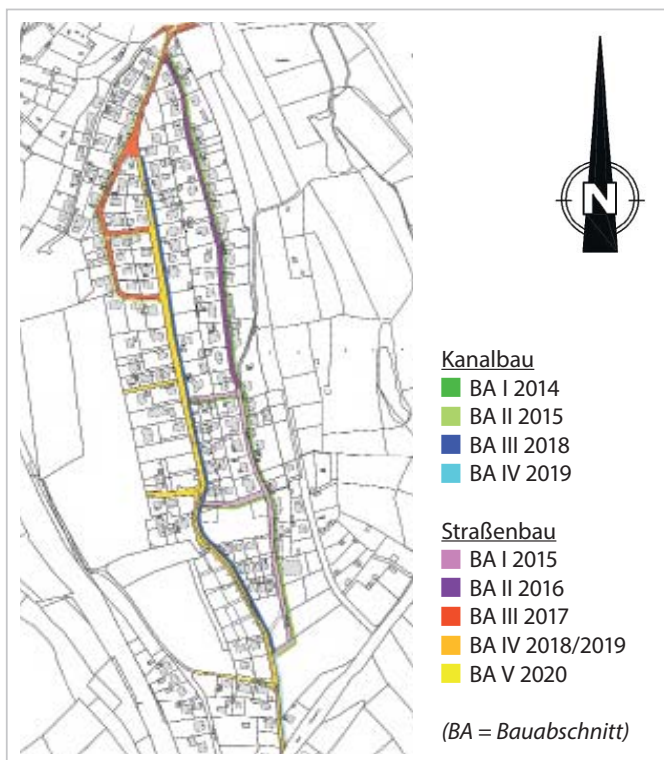 N
Kanalbau
BA I 2014
BA II 2015
BA III 2018
BA IV 2019
Straßenbau
BA I 2015
BA II 2016
BA III 2017
BA IV 2018/2019
BA V 2020
(BA = Bauabschnitt)